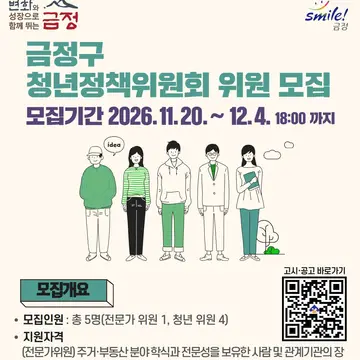 변화와
성장으로
함께 뛰는
금정
smile!
금정
금정구
청년정책위원회 위원 모집
모집기간 2026.11.20.~ 12.4. 18:00 까지
idea
고시·공고 바로가기
모집개요
• 모집인원 : 총 5명(전문가 위원 1, 청년 위원 4)
• 지원자격
(전문가위원) 주거·부동산 분야 학식과 전문성을 보유한 사람 및 관계기관의 장